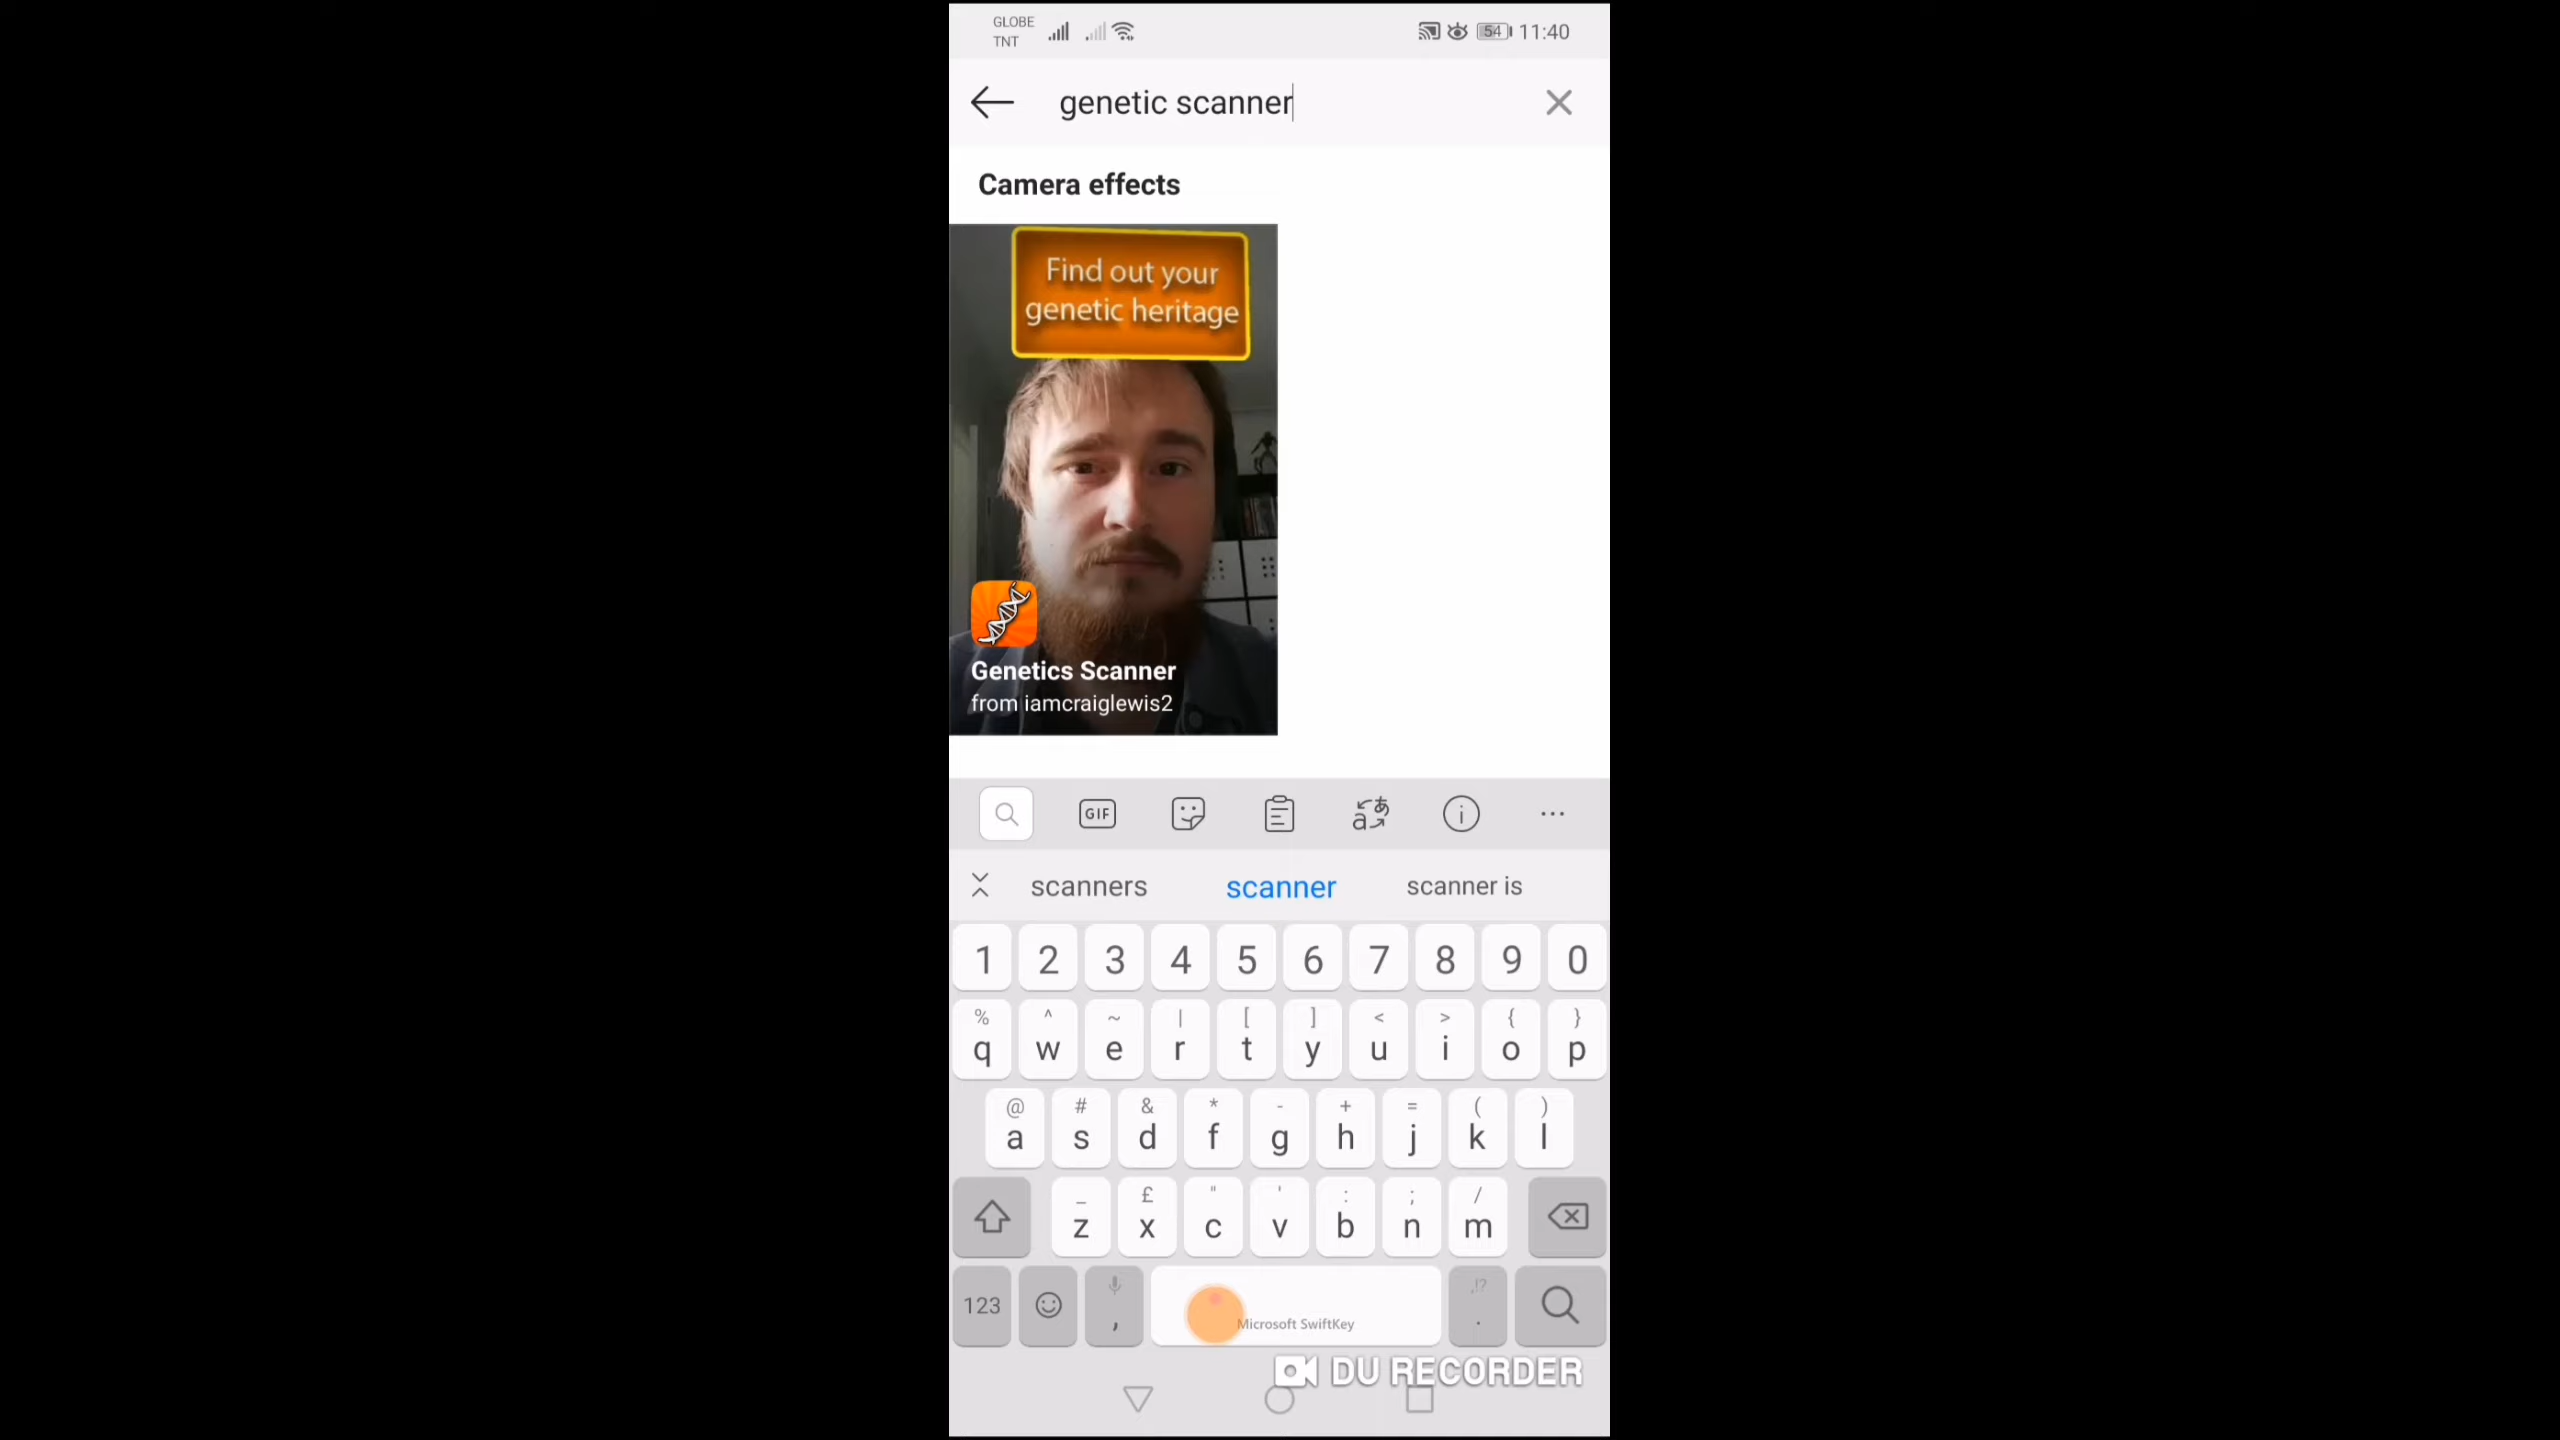 GLOBE
TNT
54 11:40
genetic scanner
Camera effects
Find out your
genetic heritage
Genetics Scanner
from iamcraiglewis2
GIF
scanners scanner scanner is
1 2 3 4 5 6 7 8 9 0
% ^ ~ | [ ] < > { }
q w e r t y u i o p
@ # & * - + = ( )
a s d f g h j k l
_ £ " ' : ; /
z x c v b n m
,!?
123 , .
Microsoft SwiftKey
DU RECORDER